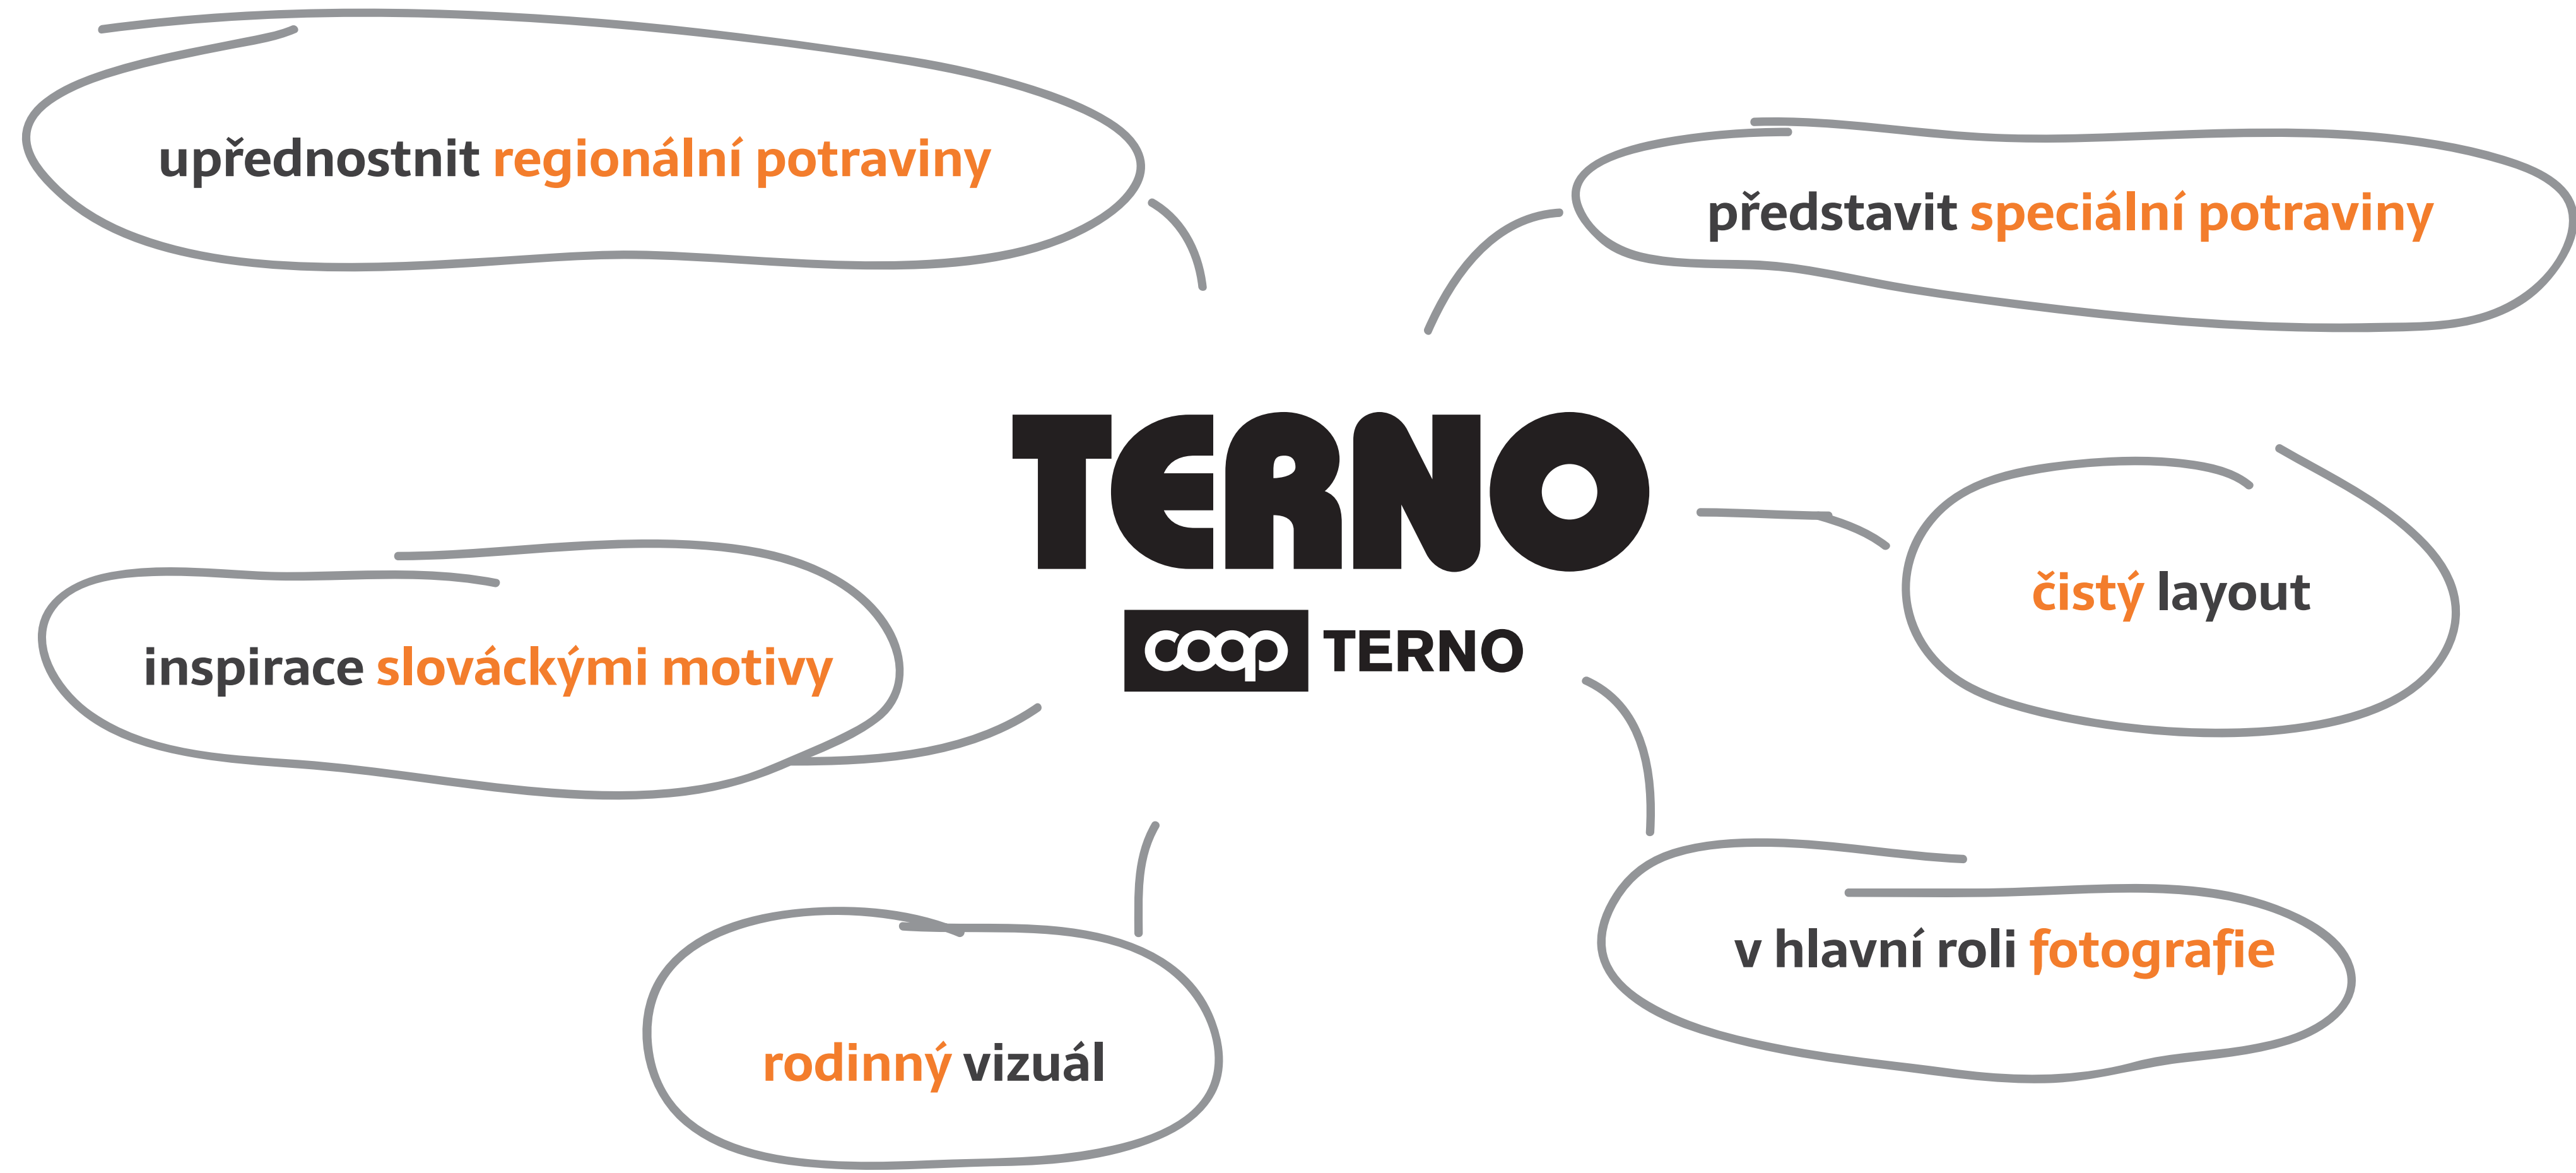 upřednostnit regionální potraviny
představit speciální potraviny
TERNO
coop TERNO
čistý layout
inspirace slováckými motivy
v hlavní roli fotografie
rodinný vizuál